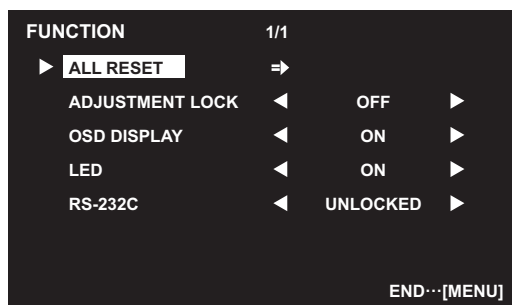 FUNCTION 1/1
ALL RESET
ADJUSTMENT LOCK OFF
OSD DISPLAY ON
LED ON
RS-232C UNLOCKED
END···[MENU]